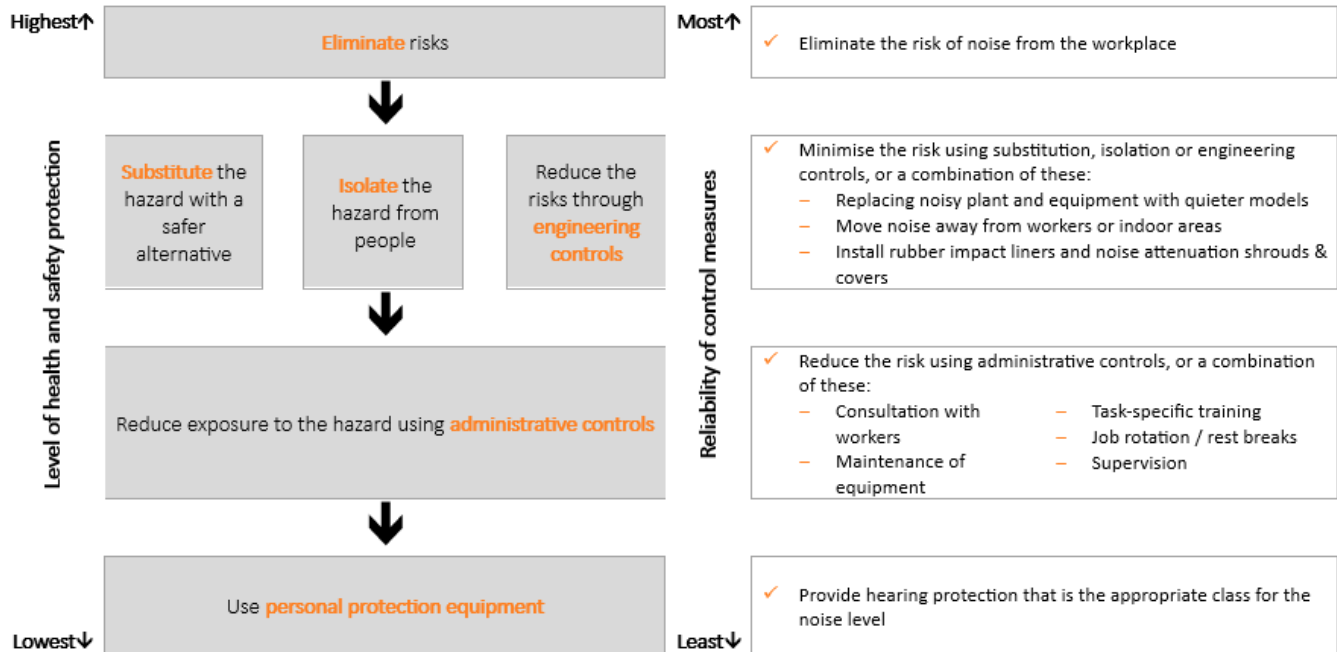 Highest↑
Eliminate risks
Most↑
✓ Eliminate the risk of noise from the workplace
Level of health and safety protection
Substitute the
hazard with a
safer
alternative
Isolate the
hazard from
people
Reduce the
risks through
engineering
controls
Reliability of control measures
✓ Minimise the risk using substitution, isolation or engineering
controls, or a combination of these:
– Replacing noisy plant and equipment with quieter models
– Move noise away from workers or indoor areas
– Install rubber impact liners and noise attenuation shrouds &
covers
Reduce exposure to the hazard using administrative controls
✓ Reduce the risk using administrative controls, or a combination
of these:
– Consultation with
workers
– Maintenance of
equipment
– Task-specific training
– Job rotation / rest breaks
– Supervision
Use personal protection equipment
Lowest↓
✓ Provide hearing protection that is the appropriate class for the
noise level
Least↓